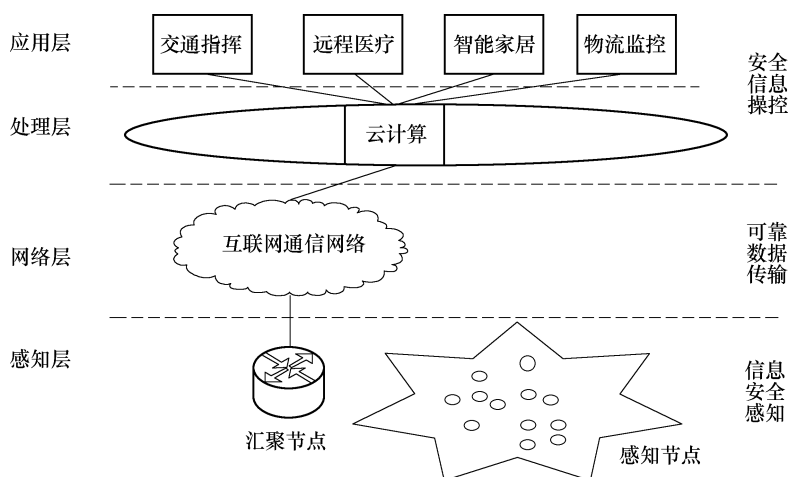 应用层
交通指挥
远程医疗
智能家居
物流监控
安全
信息
操控
处理层
云计算
网络层
互联网通信网络
可靠
数据
传输
感知层
汇聚节点
感知节点
信息
安全
感知